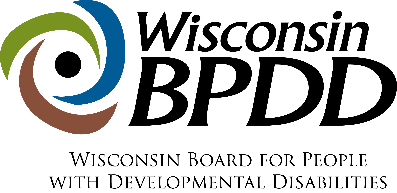 Wisconsin
BPDD
Wisconsin Board for People
with Developmental Disabilities